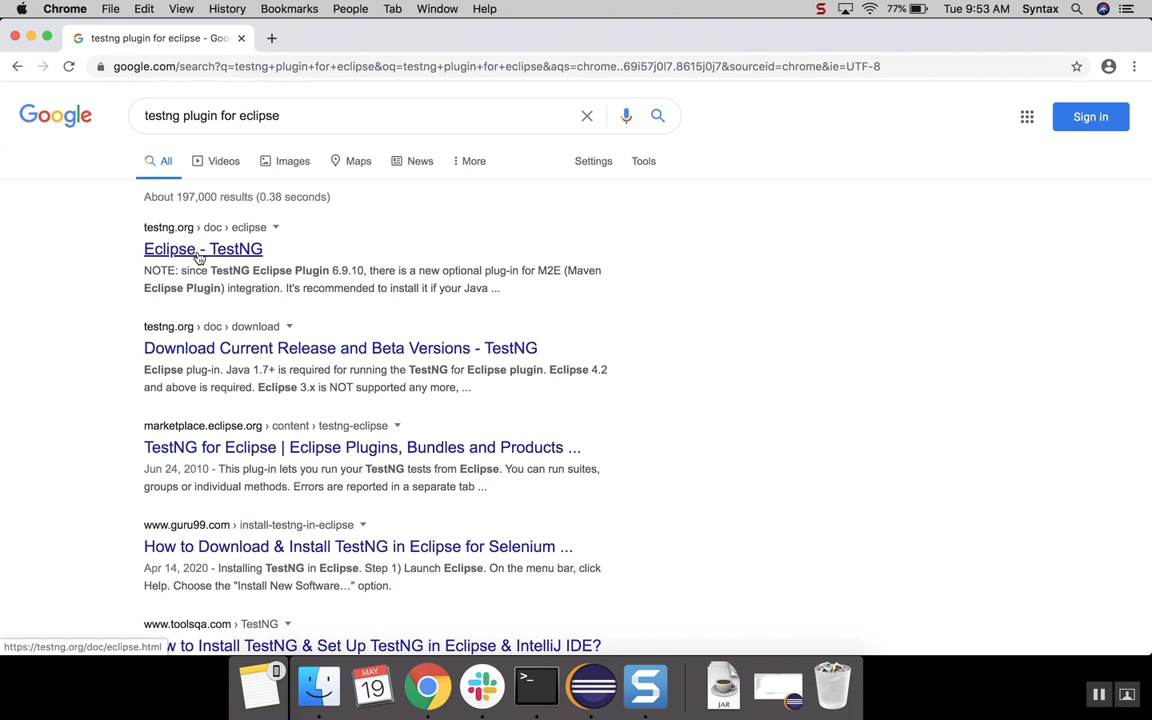 Chrome File Edit View History Bookmarks People Tab Window Help S 77% Tue 9:53 AM Syntax
testng plugin for eclipse - Goo
google.com/search?q=testng+plugin+for+eclipse&oq=testng+plugin+for+eclipse&aqs=chrome..69i57j0l7.8615j0j7&sourceid=chrome&ie=UTF-8
Google testng plugin for eclipse Sign in
All Videos Images Maps News More Settings Tools
About 197,000 results (0.38 seconds)
testng.org › doc › eclipse
Eclipse - TestNG
NOTE: since TestNG Eclipse Plugin 6.9.10, there is a new optional plug-in for M2E (Maven
Eclipse Plugin) integration. It's recommended to install it if your Java ...
testng.org › doc › download
Download Current Release and Beta Versions - TestNG
Eclipse plug-in. Java 1.7+ is required for running the TestNG for Eclipse plugin. Eclipse 4.2
and above is required. Eclipse 3.x is NOT supported any more, ...
marketplace.eclipse.org › content › testng-eclipse
TestNG for Eclipse | Eclipse Plugins, Bundles and Products ...
Jun 24, 2010 - This plug-in lets you run your TestNG tests from Eclipse. You can run suites,
groups or individual methods. Errors are reported in a separate tab ...
www.guru99.com › install-testng-in-eclipse
How to Download & Install TestNG in Eclipse for Selenium ...
Apr 14, 2020 - Installing TestNG in Eclipse. Step 1) Launch Eclipse. On the menu bar, click
Help. Choose the "Install New Software..." option.
www.toolsqa.com › TestNG
w to Install TestNG & Set Up TestNG in Eclipse & IntelliJ IDE?
https://testng.org/doc/eclipse.html
MAY
19
>_
S
JAR